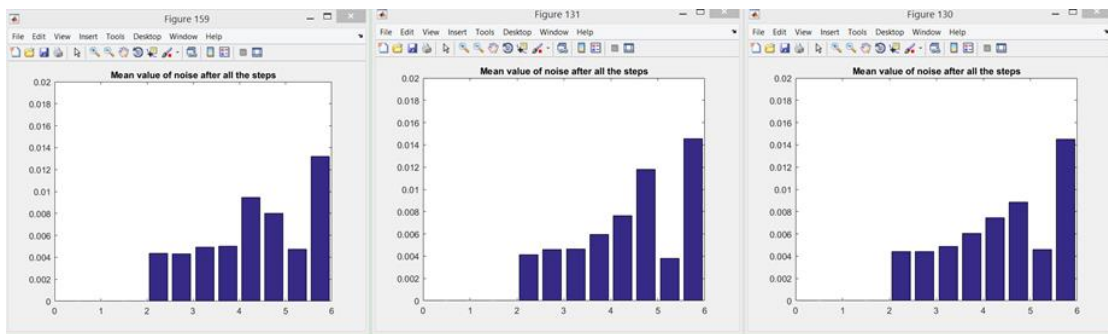 Figure 159
File Edit View Insert Tools Desktop Window Help
Mean value of noise after all the steps
0.02
0.018
0.016
0.014
0.012
0.01
0.008
0.006
0.004
0.002
0
0 1 2 3 4 5 6
Figure 131
File Edit View Insert Tools Desktop Window Help
Mean value of noise after all the steps
0.02
0.018
0.016
0.014
0.012
0.01
0.008
0.006
0.004
0.002
0
0 1 2 3 4 5 6
Figure 130
File Edit View Insert Tools Desktop Window Help
Mean value of noise after all the steps
0.02
0.018
0.016
0.014
0.012
0.01
0.008
0.006
0.004
0.002
0
0 1 2 3 4 5 6